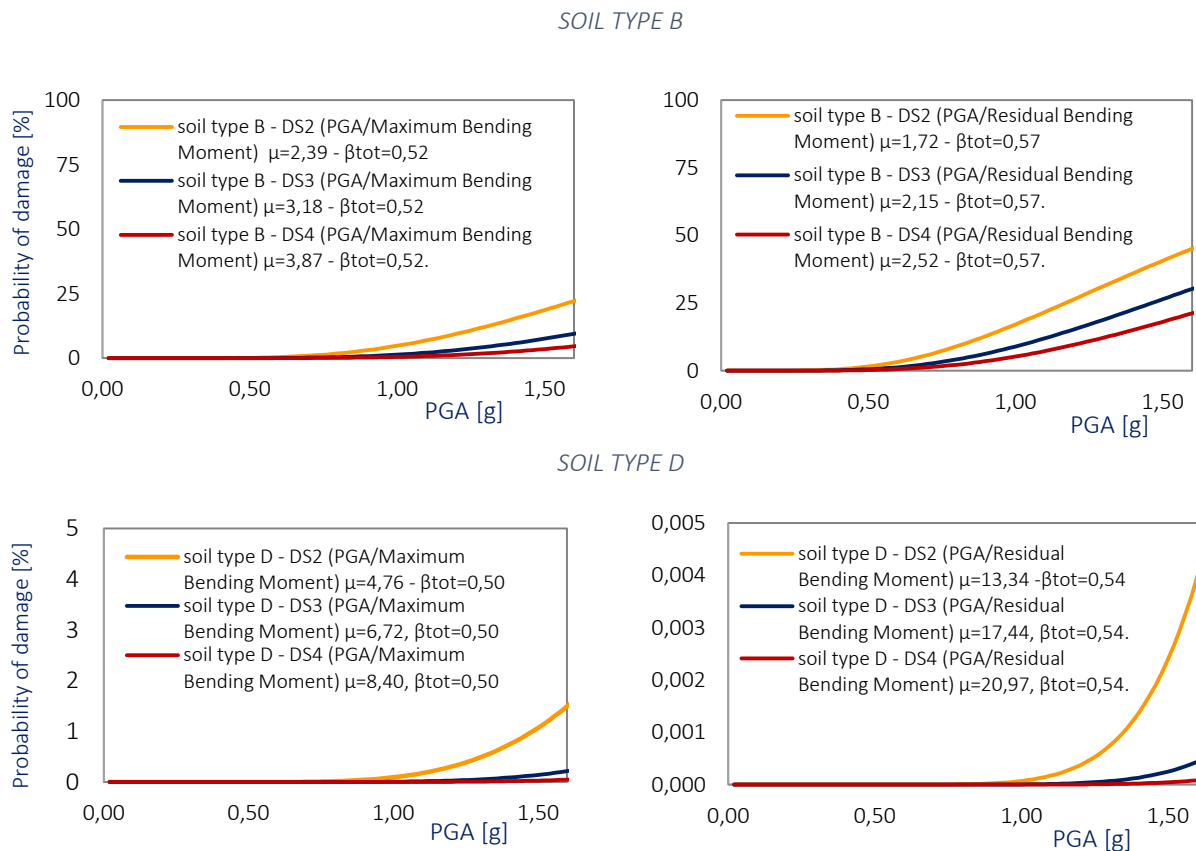 SOIL TYPE B
Probability of damage [%]
100
75
50
25
0
soil type B - DS2 (PGA/Maximum Bending
Moment) μ=2,39 - βtot=0,52
soil type B - DS3 (PGA/Maximum Bending
Moment) μ=3,18 - βtot=0,52
soil type B - DS4 (PGA/Maximum Bending
Moment) μ=3,87 - βtot=0,52.
0,00 0,50 1,00 1,50
PGA [g]
100
75
50
25
0
soil type B - DS2 (PGA/Residual Bending
Moment) μ=1,72 - βtot=0,57
soil type B - DS3 (PGA/Residual Bending
Moment) μ=2,15 - βtot=0,57.
soil type B - DS4 (PGA/Residual Bending
Moment) μ=2,52 - βtot=0,57.
0,00 0,50 1,00 1,50
PGA [g]
SOIL TYPE D
Probability of damage [%]
5
4
3
2
1
0
soil type D - DS2 (PGA/Maximum
Bending Moment) μ=4,76 - βtot=0,50
soil type D - DS3 (PGA/Maximum
Bending Moment) μ=6,72, βtot=0,50
soil type D - DS4 (PGA/Maximum
Bending Moment) μ=8,40, βtot=0,50
0,00 0,50 1,00 1,50
PGA [g]
0,005
0,004
0,003
0,002
0,001
0,000
soil type D - DS2 (PGA/Residual
Bending Moment) μ=13,34 -βtot=0,54
soil type D - DS3 (PGA/Residual
Bending Moment) μ=17,44, βtot=0,54.
soil type D - DS4 (PGA/Residual
Bending Moment) μ=20,97, βtot=0,54.
0,00 0,50 1,00 1,50
PGA [g]